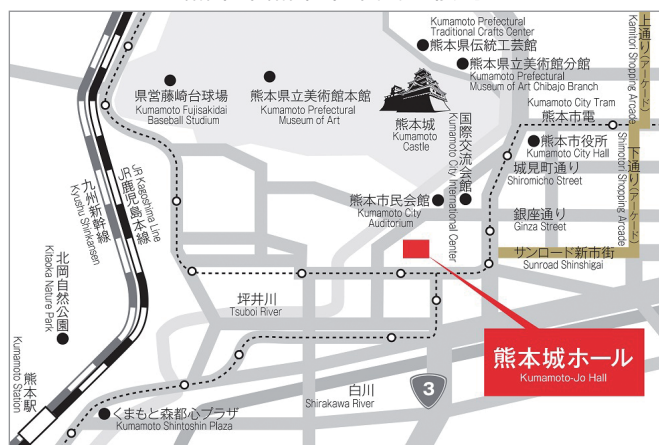 Kumamoto Prefectural
Traditional Crafts Center
熊本県伝統工芸館
熊本県立美術館分館
Kumamoto Prefectural
Museum of Art Chibajo Branch
上通り（アーケード）
Kamitori Shopping Arcade
県営藤崎台球場
Kumamoto Fujisakidai
Baseball Studium
熊本県立美術館本館
Kumamoto Prefectural
Museum of Art
熊本城
Kumamoto
Castle
国際交流会館
Kumamoto City International Center
Kumamoto City Tram
熊本市電
熊本市役所
Kumamoto City Hall
下通り（アーケード）
Shimotori Shopping Arcade
城見町通り
Shiromicho Street
熊本市民会館
Kumamoto City
Auditorium
銀座通り
Ginza Street
サンロード新市街
Sunroad Shinshigai
JR鹿児島本線
JR Kagoshima Line
九州新幹線
Kyushu Shinkansen
北岡自然公園
Kitaoka Nature Park
坪井川
Tsuboi River
熊本城ホール
Kumamoto-Jo Hall
熊本駅
Kumamoto Station
白川
Shirakawa River
3
くまもと森都心プラザ
Kumamoto Shintoshin Plaza